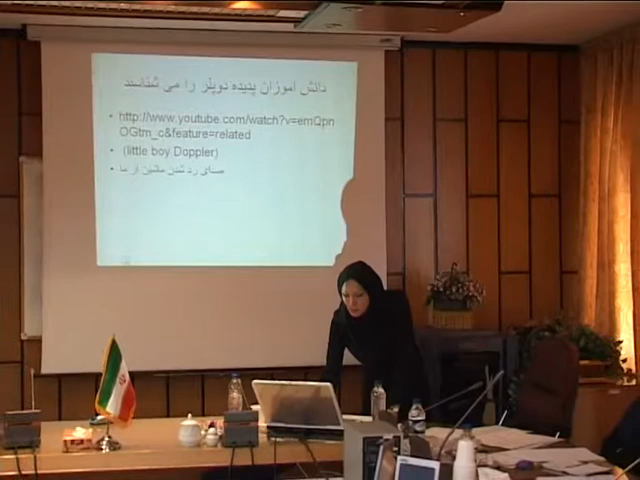 دانش آموزان پدیده دوپلر را می شناسند
• http://www.youtube.com/watch?v=emQpn
OGtm_c&feature=related
• (little boy Doppler)
• صدای رد شدن ماشین از ما